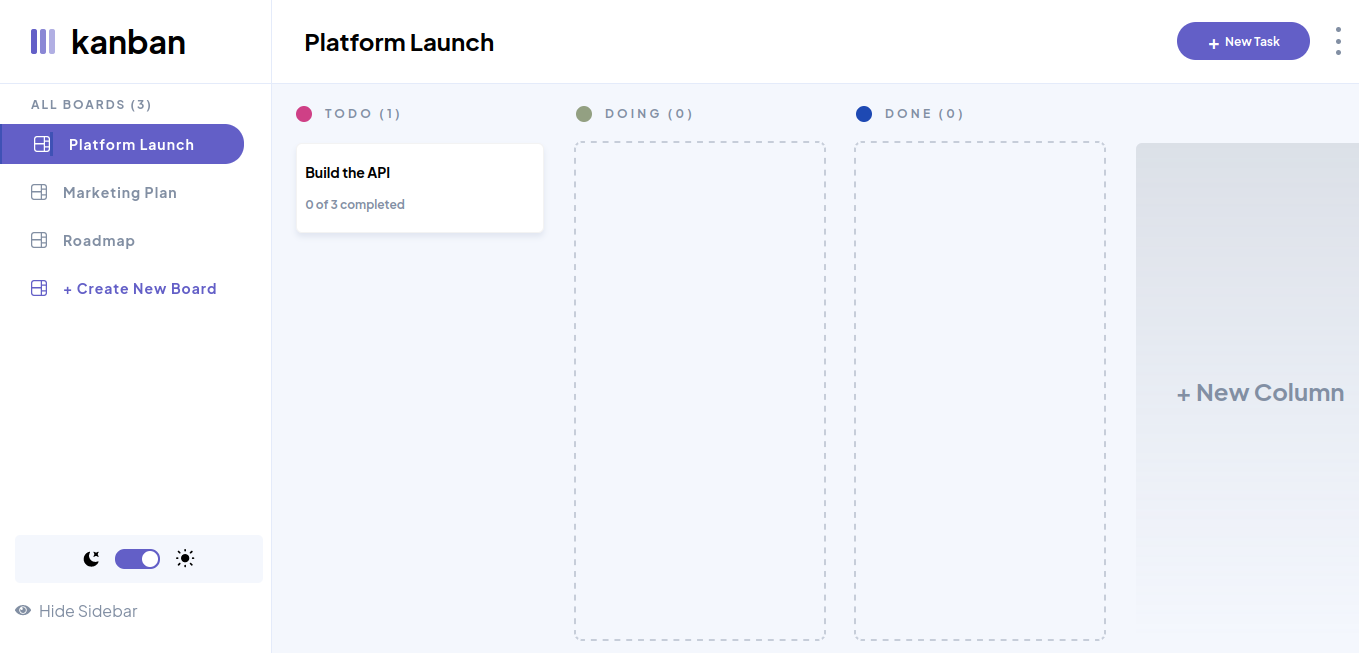 kanban
Platform Launch
+ New Task
ALL BOARDS (3)
Platform Launch
Marketing Plan
Roadmap
+ Create New Board
Hide Sidebar
TODO (1)
Build the API
0 of 3 completed
DOING (0)
DONE (0)
+ New Column